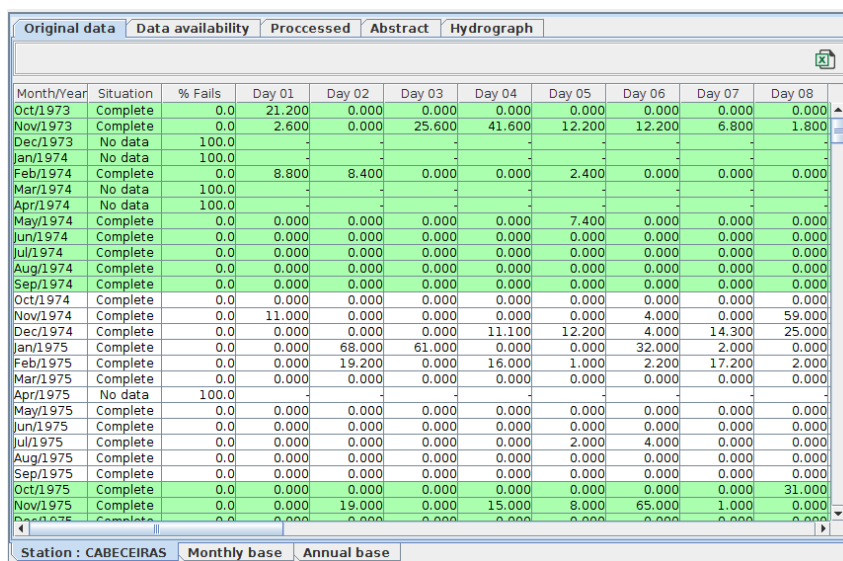 Original data Data availability Proccessed Abstract Hydrograph
Month/Year Situation % Fails Day 01 Day 02 Day 03 Day 04 Day 05 Day 06 Day 07 Day 08
Oct/1973 Complete 0.0 21.200 0.000 0.000 0.000 0.000 0.000 0.000 0.000
Nov/1973 Complete 0.0 2.600 0.000 25.600 41.600 12.200 12.200 6.800 1.800
Dec/1973 No data 100.0 - - - - - - - -
Jan/1974 No data 100.0 - - - - - - - -
Feb/1974 Complete 0.0 8.800 8.400 0.000 0.000 2.400 0.000 0.000 0.000
Mar/1974 No data 100.0 - - - - - - - -
Apr/1974 No data 100.0 - - - - - - - -
May/1974 Complete 0.0 0.000 0.000 0.000 0.000 7.400 0.000 0.000 0.000
Jun/1974 Complete 0.0 0.000 0.000 0.000 0.000 0.000 0.000 0.000 0.000
Jul/1974 Complete 0.0 0.000 0.000 0.000 0.000 0.000 0.000 0.000 0.000
Aug/1974 Complete 0.0 0.000 0.000 0.000 0.000 0.000 0.000 0.000 0.000
Sep/1974 Complete 0.0 0.000 0.000 0.000 0.000 0.000 0.000 0.000 0.000
Oct/1974 Complete 0.0 0.000 0.000 0.000 0.000 0.000 0.000 0.000 0.000
Nov/1974 Complete 0.0 11.000 0.000 0.000 0.000 0.000 4.000 0.000 59.000
Dec/1974 Complete 0.0 0.000 0.000 0.000 11.100 12.200 4.000 14.300 25.000
Jan/1975 Complete 0.0 0.000 68.000 61.000 0.000 0.000 32.000 2.000 0.000
Feb/1975 Complete 0.0 0.000 19.200 0.000 16.000 1.000 2.200 17.200 2.000
Mar/1975 Complete 0.0 0.000 0.000 0.000 0.000 0.000 0.000 0.000 0.000
Apr/1975 No data 100.0 - - - - - - - -
May/1975 Complete 0.0 0.000 0.000 0.000 0.000 0.000 0.000 0.000 0.000
Jun/1975 Complete 0.0 0.000 0.000 0.000 0.000 0.000 0.000 0.000 0.000
Jul/1975 Complete 0.0 0.000 0.000 0.000 0.000 2.000 4.000 0.000 0.000
Aug/1975 Complete 0.0 0.000 0.000 0.000 0.000 0.000 0.000 0.000 0.000
Sep/1975 Complete 0.0 0.000 0.000 0.000 0.000 0.000 0.000 0.000 0.000
Oct/1975 Complete 0.0 0.000 0.000 0.000 0.000 0.000 0.000 0.000 31.000
Nov/1975 Complete 0.0 0.000 19.000 0.000 15.000 8.000 65.000 1.000 0.000
Dec/1975 Complete 0.0 0.000 0.000 0.000 0.000 0.000 0.000 0.000 0.000
Station : CABECEIRAS Monthly base Annual base